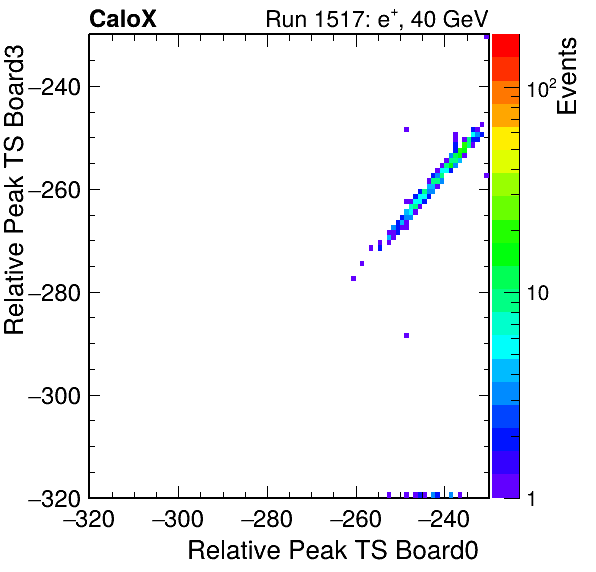 CaloX
Run 1517: e⁺, 40 GeV
Relative Peak TS Board3
−240
−260
−280
−300
−320
−320
−300
−280
−260
−240
Relative Peak TS Board0
Events
10²
10
1